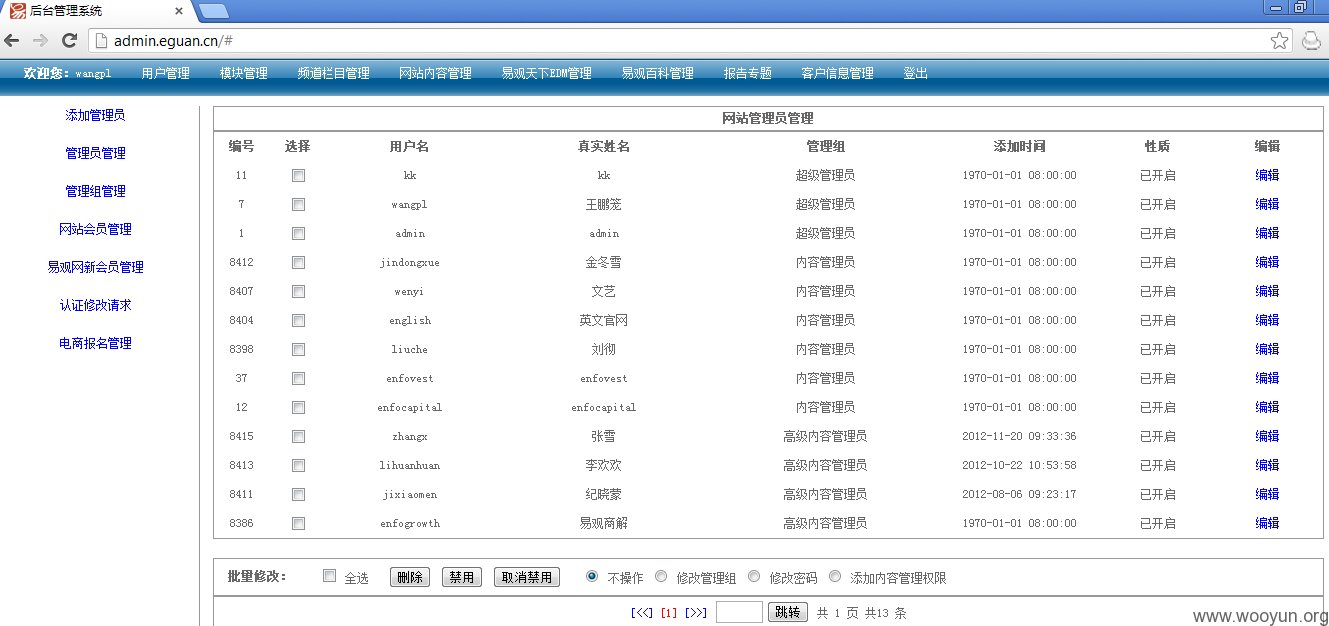 后台管理系统
admin.eguan.cn/#
欢迎您：wangpl 用户管理 模块管理 频道栏目管理 网站内容管理 易观天下EDM管理 易观百科管理 报告专题 客户信息管理 登出
添加管理员
管理员管理
管理组管理
网站会员管理
易观网新会员管理
认证修改请求
电商报名管理
网站管理员管理
编号 选择 用户名 真实姓名 管理组 添加时间 性质 编辑
11 kk kk 超级管理员 1970-01-01 08:00:00 已开启 编辑
7 wangpl 王鹏笼 超级管理员 1970-01-01 08:00:00 已开启 编辑
1 admin admin 超级管理员 1970-01-01 08:00:00 已开启 编辑
8412 jindongxue 金冬雪 内容管理员 1970-01-01 08:00:00 已开启 编辑
8407 wenyi 文艺 内容管理员 1970-01-01 08:00:00 已开启 编辑
8404 english 英文官网 内容管理员 1970-01-01 08:00:00 已开启 编辑
8398 liuche 刘彻 内容管理员 1970-01-01 08:00:00 已开启 编辑
37 enfovest enfovest 内容管理员 1970-01-01 08:00:00 已开启 编辑
12 enfocapital enfocapital 内容管理员 1970-01-01 08:00:00 已开启 编辑
8415 zhangx 张雪 高级内容管理员 2012-11-20 09:33:36 已开启 编辑
8413 lihuanhuan 李欢欢 高级内容管理员 2012-10-22 10:53:58 已开启 编辑
8411 jixiaomen 纪晓蒙 高级内容管理员 2012-08-06 09:23:17 已开启 编辑
8386 enfogrowth 易观商解 高级内容管理员 1970-01-01 08:00:00 已开启 编辑
批量修改： 全选 删除 禁用 取消禁用 不操作 修改管理组 修改密码 添加内容管理权限
[<<] [1] [>>] 跳转 共 1 页 共13 条
www.wooyun.org